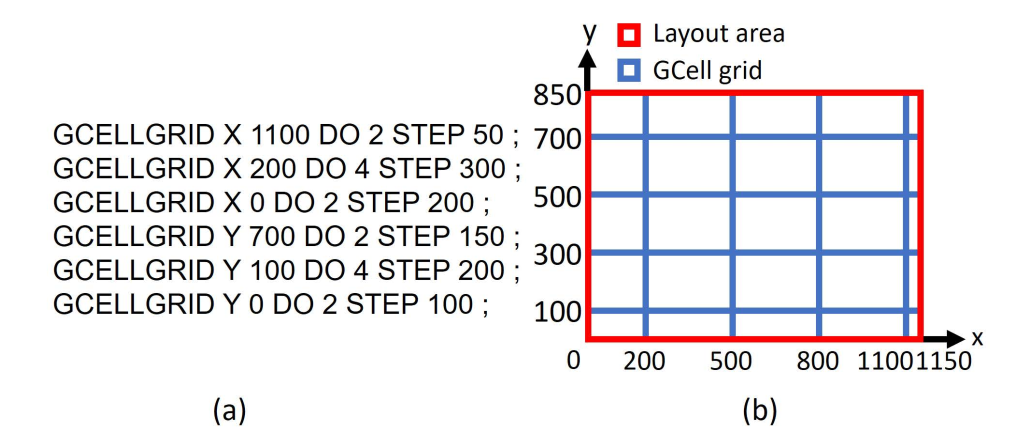 GCELLGRID X 1100 DO 2 STEP 50 ;
GCELLGRID X 200 DO 4 STEP 300 ;
GCELLGRID X 0 DO 2 STEP 200 ;
GCELLGRID Y 700 DO 2 STEP 150 ;
GCELLGRID Y 100 DO 4 STEP 200 ;
GCELLGRID Y 0 DO 2 STEP 100 ;
(a)
y
Layout area
GCell grid
850
700
500
300
100
x
0 200 500 800 1100 1150
(b)